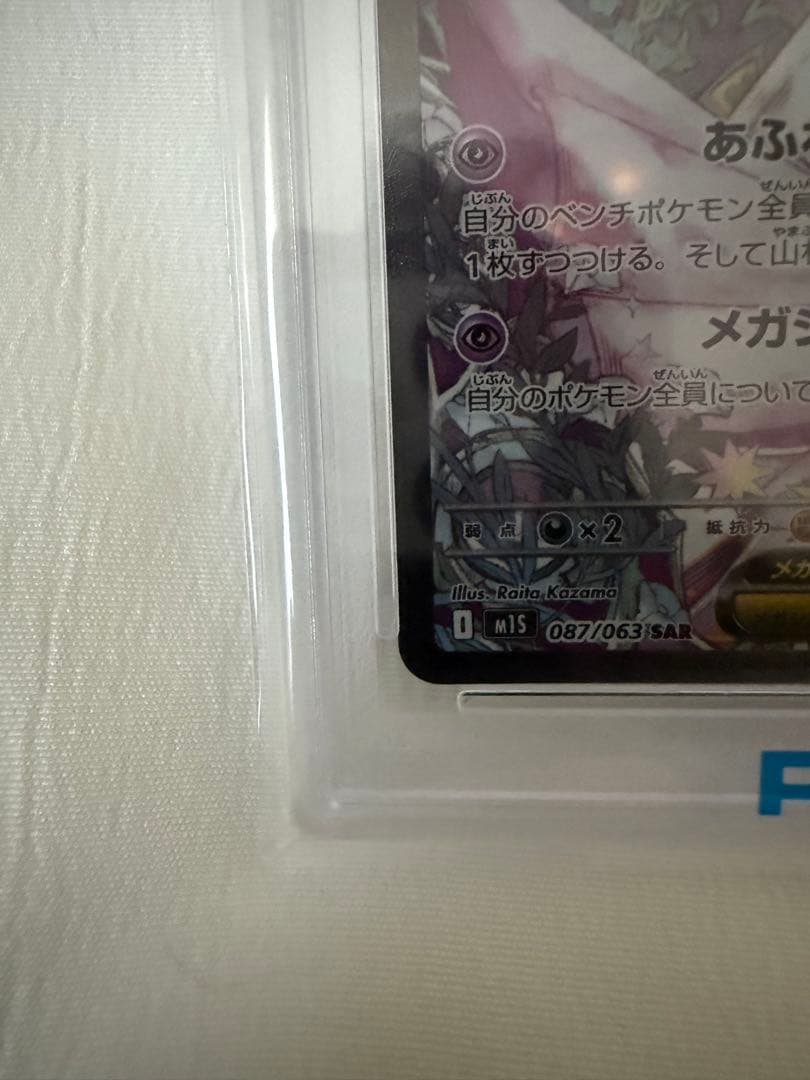 あふ
じぶん ぜんいん
自分のベンチポケモン全員
まい やま
1枚ずつつける。そして山
メガシ
じぶん ぜんいん
自分のポケモン全員について
弱点 ×2 抵抗力
メガ
Illus. Raita Kazama
I M1S 087/063 SAR
P